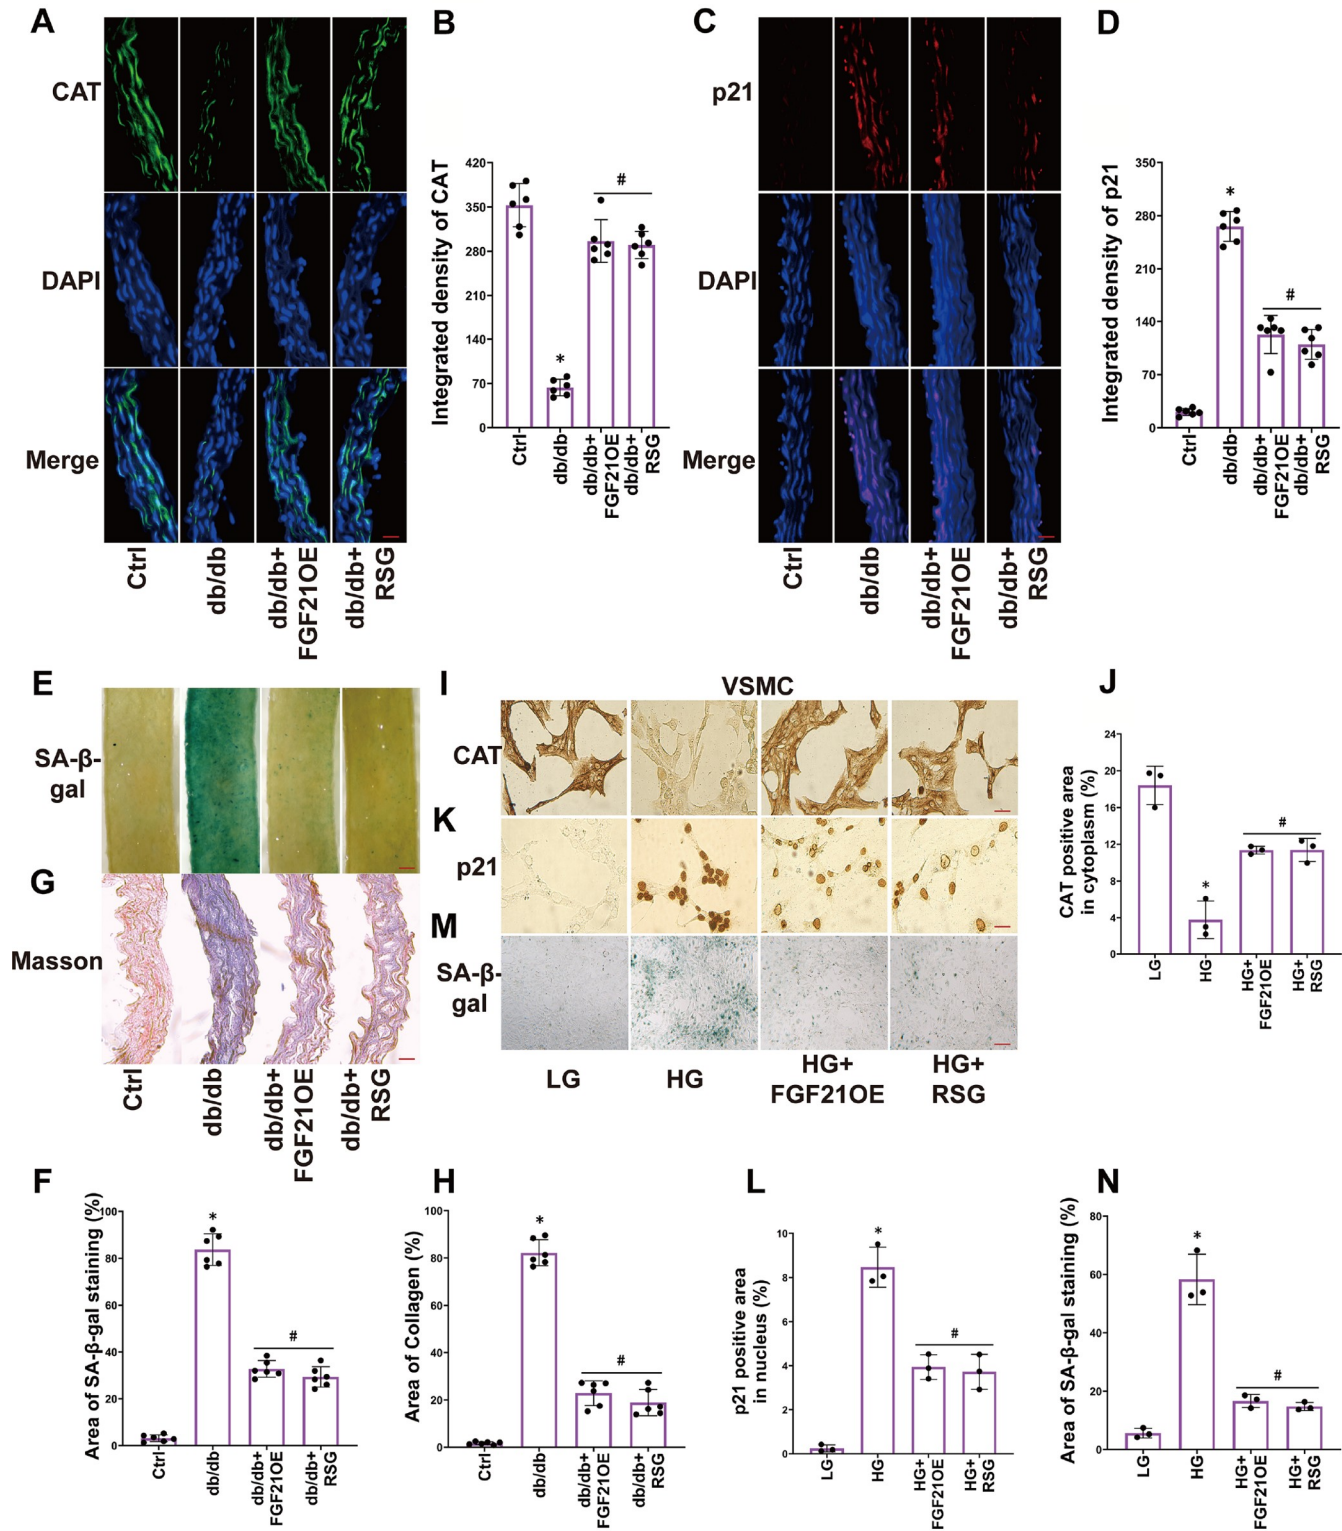 A
CAT
DAPI
Merge
Ctrl
db/db
db/db+
FGF21OE
db/db+
RSG
B
Integrated density of CAT
420
350
280
210
140
70
0
*
#
Ctrl
db/db
db/db+
FGF21OE
db/db+
RSG
C
p21
DAPI
Merge
Ctrl
db/db
db/db+
FGF21OE
db/db+
RSG
D
Integrated density of p21
350
280
210
140
70
0
*
#
Ctrl
db/db
db/db+
FGF21OE
db/db+
RSG
E
SA-β-
gal
G
Masson
Ctrl
db/db
db/db+
FGF21OE
db/db+
RSG
I
VSMC
CAT
K
p21
M
SA-β-
gal
LG
HG
HG+
FGF21OE
HG+
RSG
J
CAT positive area
in cytoplasm (%)
24
20
16
12
8
4
0
*
#
LG
HG
HG+
FGF21OE
HG+
RSG
F
Area of SA-β-gal staining (%)
100
80
60
40
20
0
*
#
Ctrl
db/db
db/db+
FGF21OE
db/db+
RSG
H
Area of Collagen (%)
100
80
60
40
20
0
*
#
Ctrl
db/db
db/db+
FGF21OE
db/db+
RSG
L
p21 positive area
in nucleus (%)
10
8
6
4
2
0
*
#
LG
HG
HG+
FGF21OE
HG+
RSG
N
Area of SA-β-gal staining (%)
80
60
40
20
0
*
#
LG
HG
HG+
FGF21OE
HG+
RSG